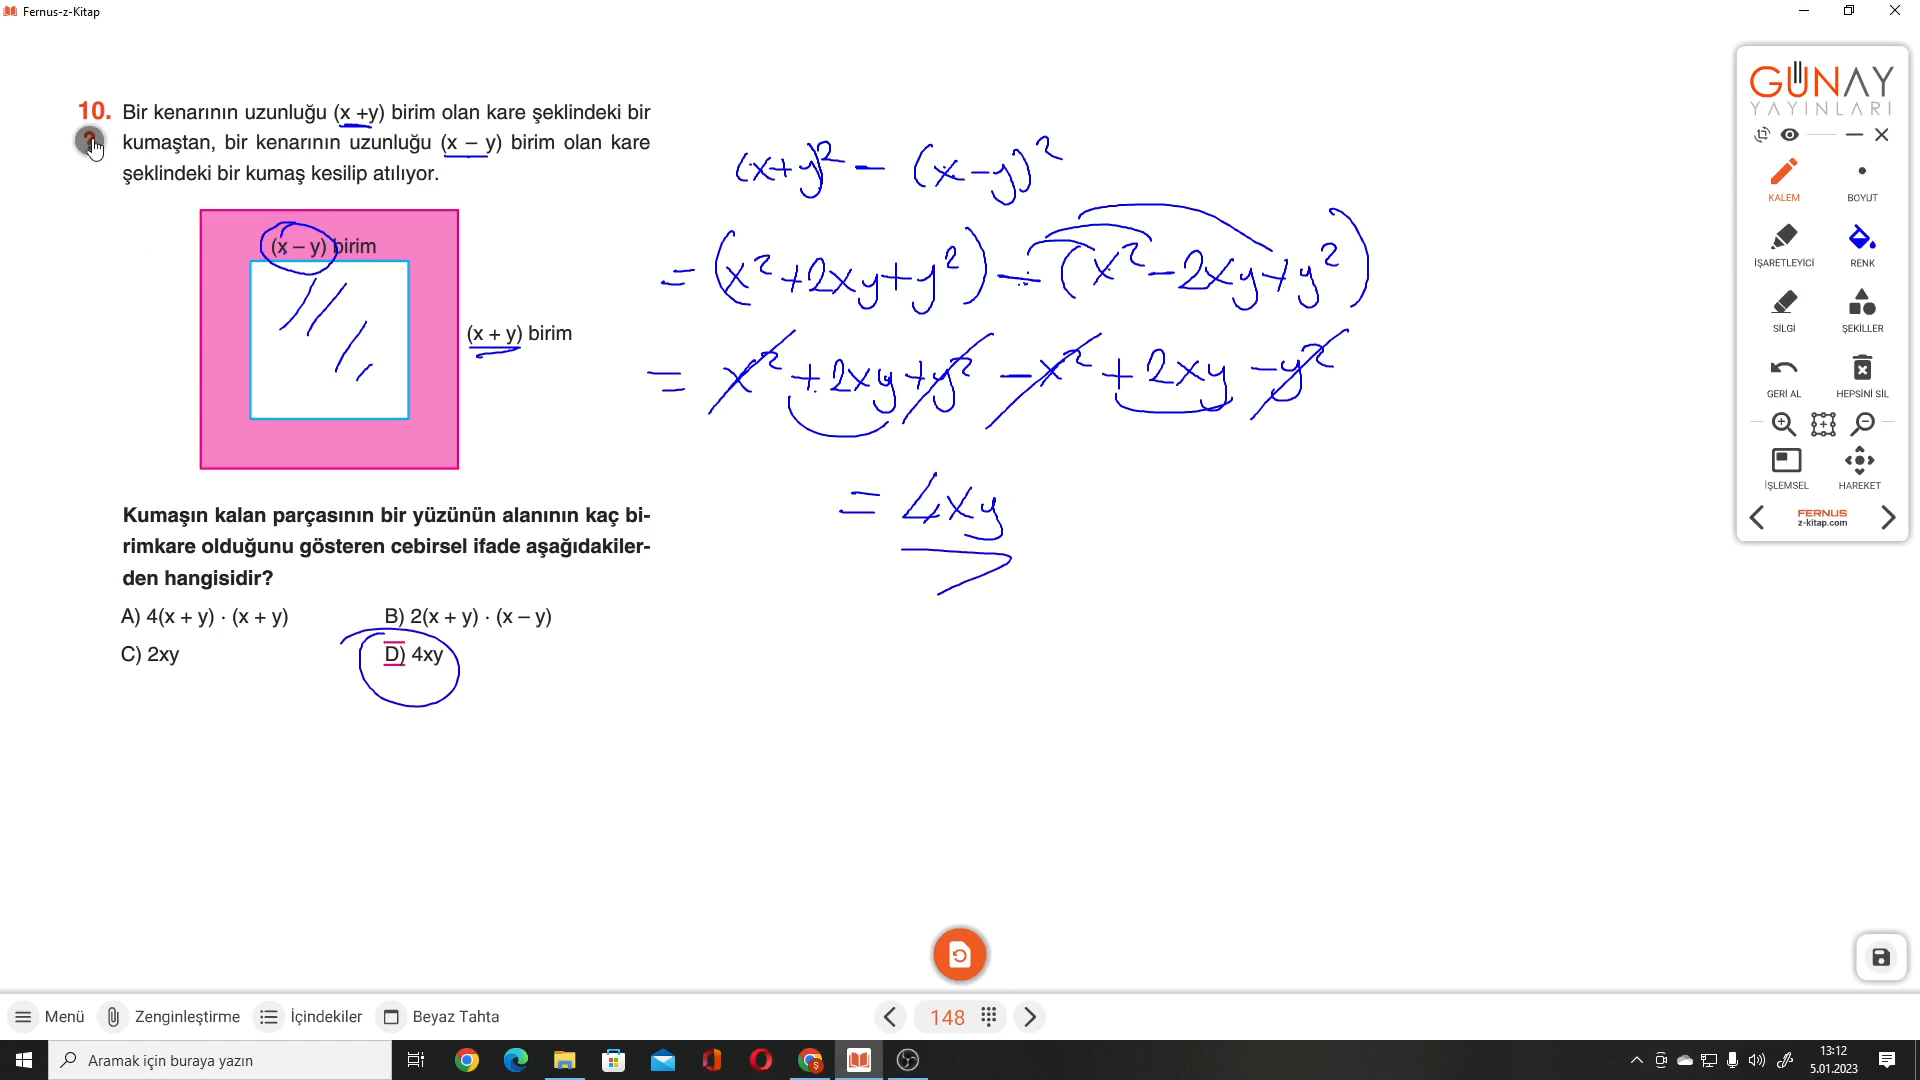 Fernus-z-Kitap
10. Bir kenarının uzunluğu (x +y) birim olan kare şeklindeki bir
kumaştan, bir kenarının uzunluğu (x – y) birim olan kare
şeklindeki bir kumaş kesilip atılıyor.
(x – y) birim
(x + y) birim
Kumaşın kalan parçasının bir yüzünün alanının kaç bi-
rimkare olduğunu gösteren cebirsel ifade aşağıdakiler-
den hangisidir?
A) 4(x + y) · (x + y)
B) 2(x + y) · (x – y)
C) 2xy
D) 4xy
(x+y)² – (x–y)²
= (x²+2xy+y²) – (x²–2xy+y²)
= x²+2xy+y² –x²+2xy –y²
= 4xy
GÜNAY
YAYINLARI
KALEM
BOYUT
İŞARETLEYİCİ
RENK
SİLGİ
ŞEKİLLER
GERİ AL
HEPSİNİ SİL
İŞLEMSEL
HAREKET
FERNUS
z-kitap.com
Menü
Zenginleştirme
İçindekiler
Beyaz Tahta
148
Aramak için buraya yazın
13:12
5.01.2023